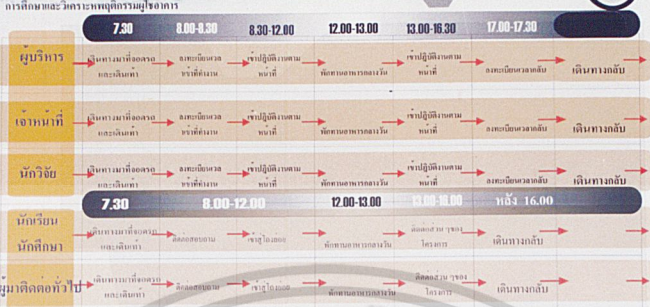 การศึกษาและวิเคราะห์พฤติกรรมผู้ใช้อาคาร
7.30 8.00-8.30 8.30-12.00 12.00-13.00 13.00-16.30 17.00-17.30
ผู้บริหาร
เดินทางมาที่จอดรถ ลงทะเบียนเวลา เข้าปฏิบัติงานตาม เข้าปฏิบัติงานตาม
และเดินเท้า หน้าที่ พักทานอาหารกลางวัน หน้าที่ ลงทะเบียนเวลากลับ เดินทางกลับ
เจ้าหน้าที่
เดินทางมาที่จอดรถ ลงทะเบียนเวลา เข้าปฏิบัติงานตาม เข้าปฏิบัติงานตาม
และเดินเท้า หน้าที่ พักทานอาหารกลางวัน หน้าที่ ลงทะเบียนเวลากลับ เดินทางกลับ
นักวิจัย
เดินทางมาที่จอดรถ ลงทะเบียนเวลา เข้าปฏิบัติงานตาม เข้าปฏิบัติงานตาม
และเดินเท้า หน้าที่ พักทานอาหารกลางวัน หน้าที่ ลงทะเบียนเวลากลับ เดินทางกลับ
7.30 8.00-12.00 12.00-13.00 13.00-16.00 หลัง 16.00
นักเรียน
นักศึกษา
เดินทางมาที่จอดรถ ติดต่อสอบถาม เข้าสู่โถงคอย ติดต่อส่วน ๆของ
และเดินเท้า พักทานอาหารกลางวัน โครงการ เดินทางกลับ
ผู้มาติดต่อทั่วไป
เดินทางมาที่จอดรถ ติดต่อสอบถาม เข้าสู่โถงคอย ติดต่อส่วน ๆของ
และเดินเท้า พักทานอาหารกลางวัน โครงการ เดินทางกลับ